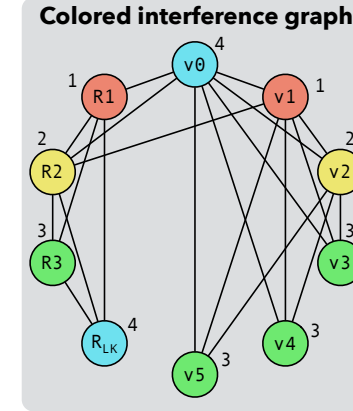 Colored interference graph
v0 4
1 R1
v1 1
2 R2
v2 2
3 R3
v3 3
RLK 4
v5 3
v4 3